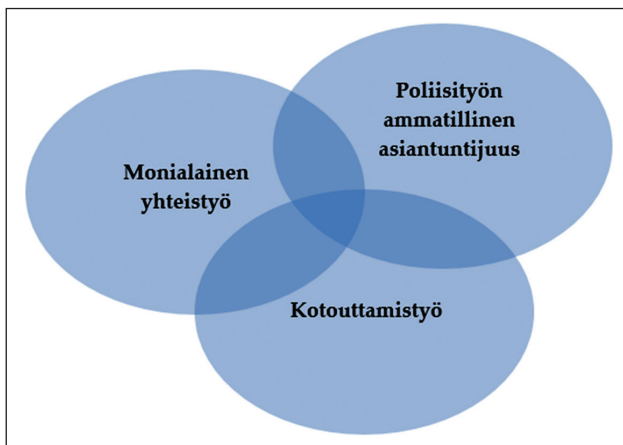 Poliisityön
ammatillinen
asiantuntijuus
Monialainen
yhteistyö
Kotouttamistyö